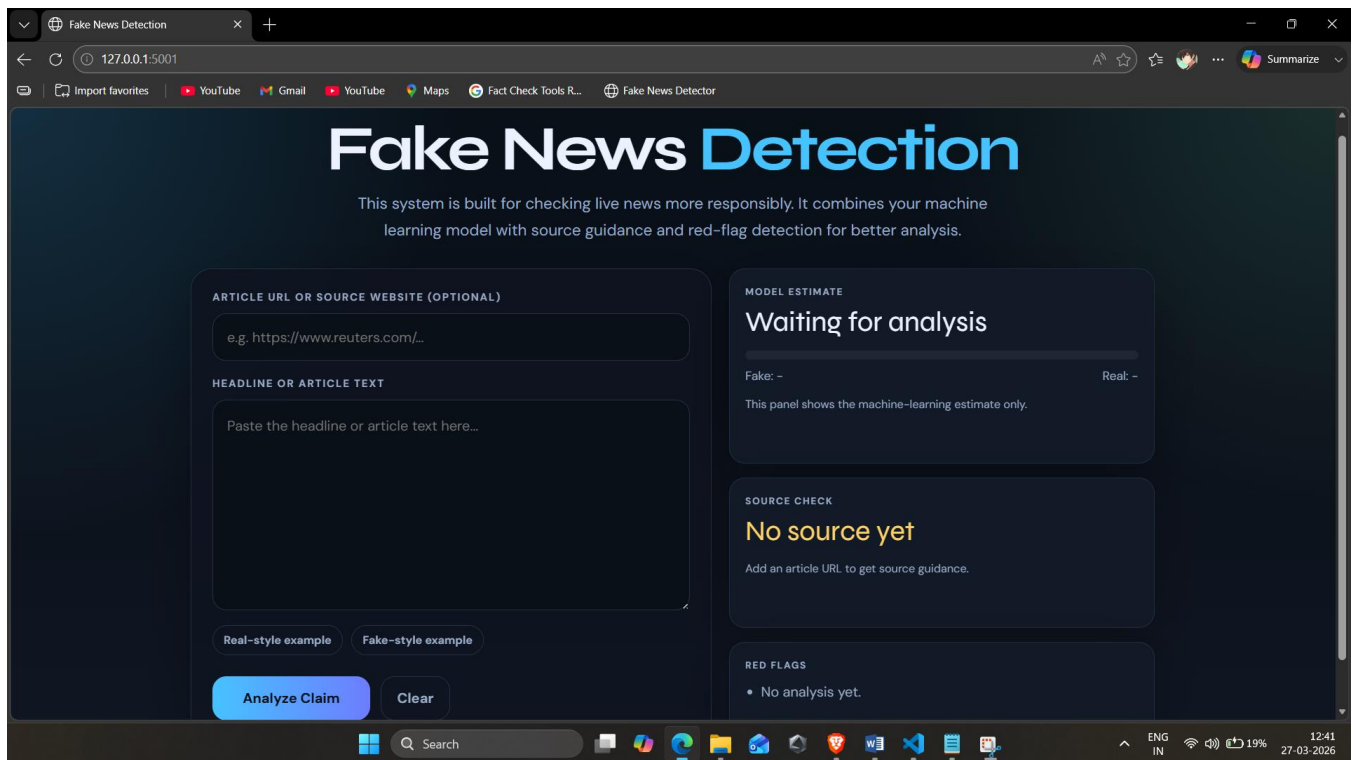 Fake News Detection
127.0.0.1:5001
Summarize
Import favorites
YouTube
Gmail
YouTube
Maps
Fact Check Tools R...
Fake News Detector
Fake News Detection
This system is built for checking live news more responsibly. It combines your machine
learning model with source guidance and red-flag detection for better analysis.
ARTICLE URL OR SOURCE WEBSITE (OPTIONAL)
e.g. https://www.reuters.com/...
HEADLINE OR ARTICLE TEXT
Paste the headline or article text here...
Real-style example
Fake-style example
Analyze Claim
Clear
MODEL ESTIMATE
Waiting for analysis
Fake: -
Real: -
This panel shows the machine-learning estimate only.
SOURCE CHECK
No source yet
Add an article URL to get source guidance.
RED FLAGS
• No analysis yet.
Search
ENG
IN
19%
12:41
27-03-2026